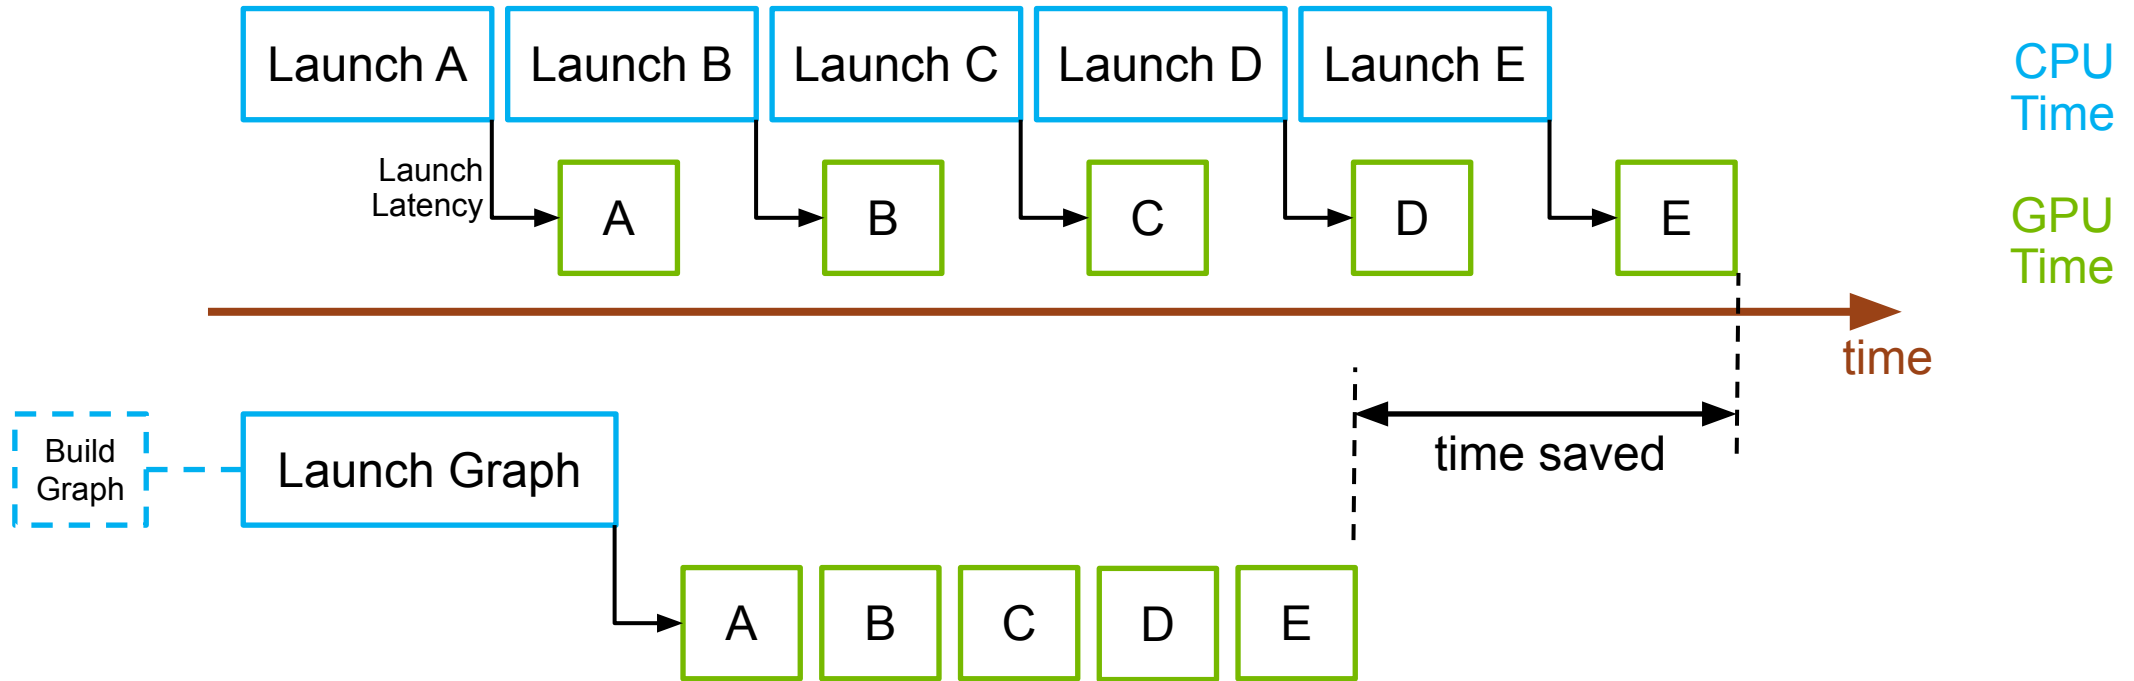 Launch A
Launch B
Launch C
Launch D
Launch E
CPU
Time
Launch
Latency
A
B
C
D
E
GPU
Time
time
Build
Graph
Launch Graph
time saved
A
B
C
D
E